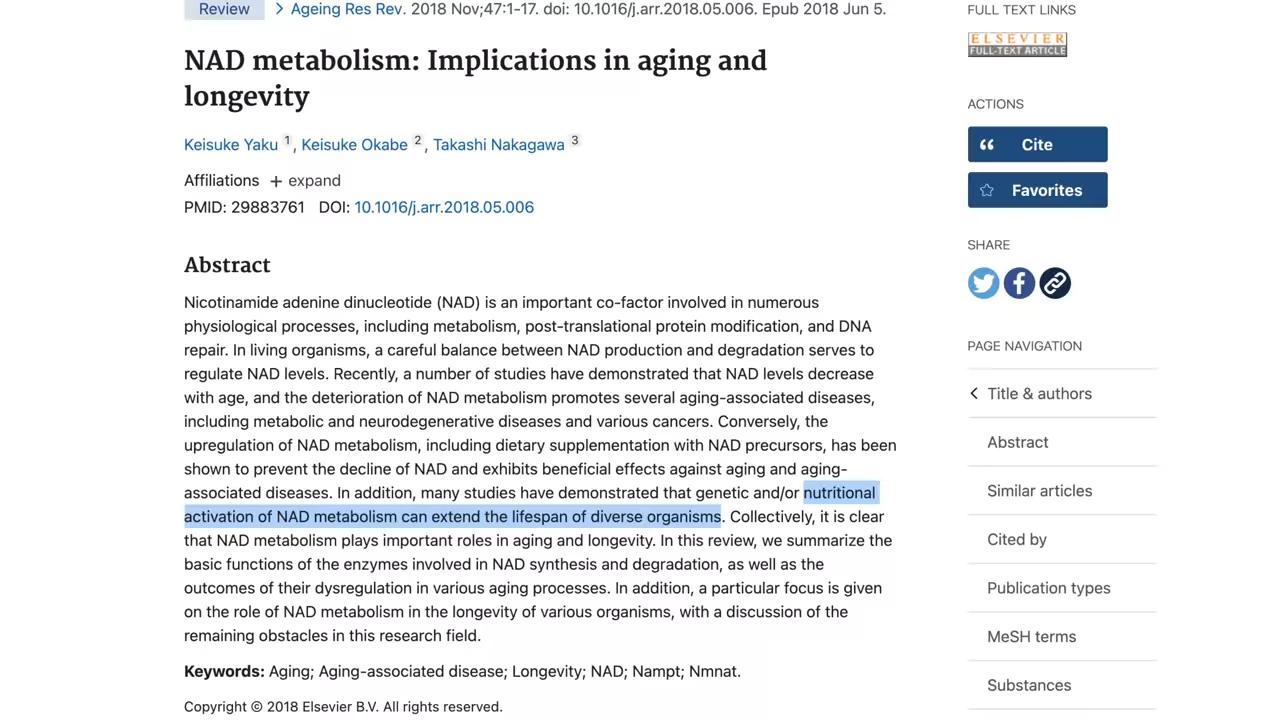 Review > Ageing Res Rev. 2018 Nov;47:1-17. doi: 10.1016/j.arr.2018.05.006. Epub 2018 Jun 5.
NAD metabolism: Implications in aging and
longevity
Keisuke Yaku 1, Keisuke Okabe 2, Takashi Nakagawa 3
Affiliations + expand
PMID: 29883761 DOI: 10.1016/j.arr.2018.05.006
Abstract
Nicotinamide adenine dinucleotide (NAD) is an important co-factor involved in numerous
physiological processes, including metabolism, post-translational protein modification, and DNA
repair. In living organisms, a careful balance between NAD production and degradation serves to
regulate NAD levels. Recently, a number of studies have demonstrated that NAD levels decrease
with age, and the deterioration of NAD metabolism promotes several aging-associated diseases,
including metabolic and neurodegenerative diseases and various cancers. Conversely, the
upregulation of NAD metabolism, including dietary supplementation with NAD precursors, has been
shown to prevent the decline of NAD and exhibits beneficial effects against aging and aging-
associated diseases. In addition, many studies have demonstrated that genetic and/or nutritional
activation of NAD metabolism can extend the lifespan of diverse organisms. Collectively, it is clear
that NAD metabolism plays important roles in aging and longevity. In this review, we summarize the
basic functions of the enzymes involved in NAD synthesis and degradation, as well as the
outcomes of their dysregulation in various aging processes. In addition, a particular focus is given
on the role of NAD metabolism in the longevity of various organisms, with a discussion of the
remaining obstacles in this research field.
Keywords: Aging; Aging-associated disease; Longevity; NAD; Nampt; Nmnat.
Copyright © 2018 Elsevier B.V. All rights reserved.
FULL TEXT LINKS
ELSEVIER
FULL-TEXT ARTICLE
ACTIONS
Cite
Favorites
SHARE
PAGE NAVIGATION
Title & authors
Abstract
Similar articles
Cited by
Publication types
MeSH terms
Substances